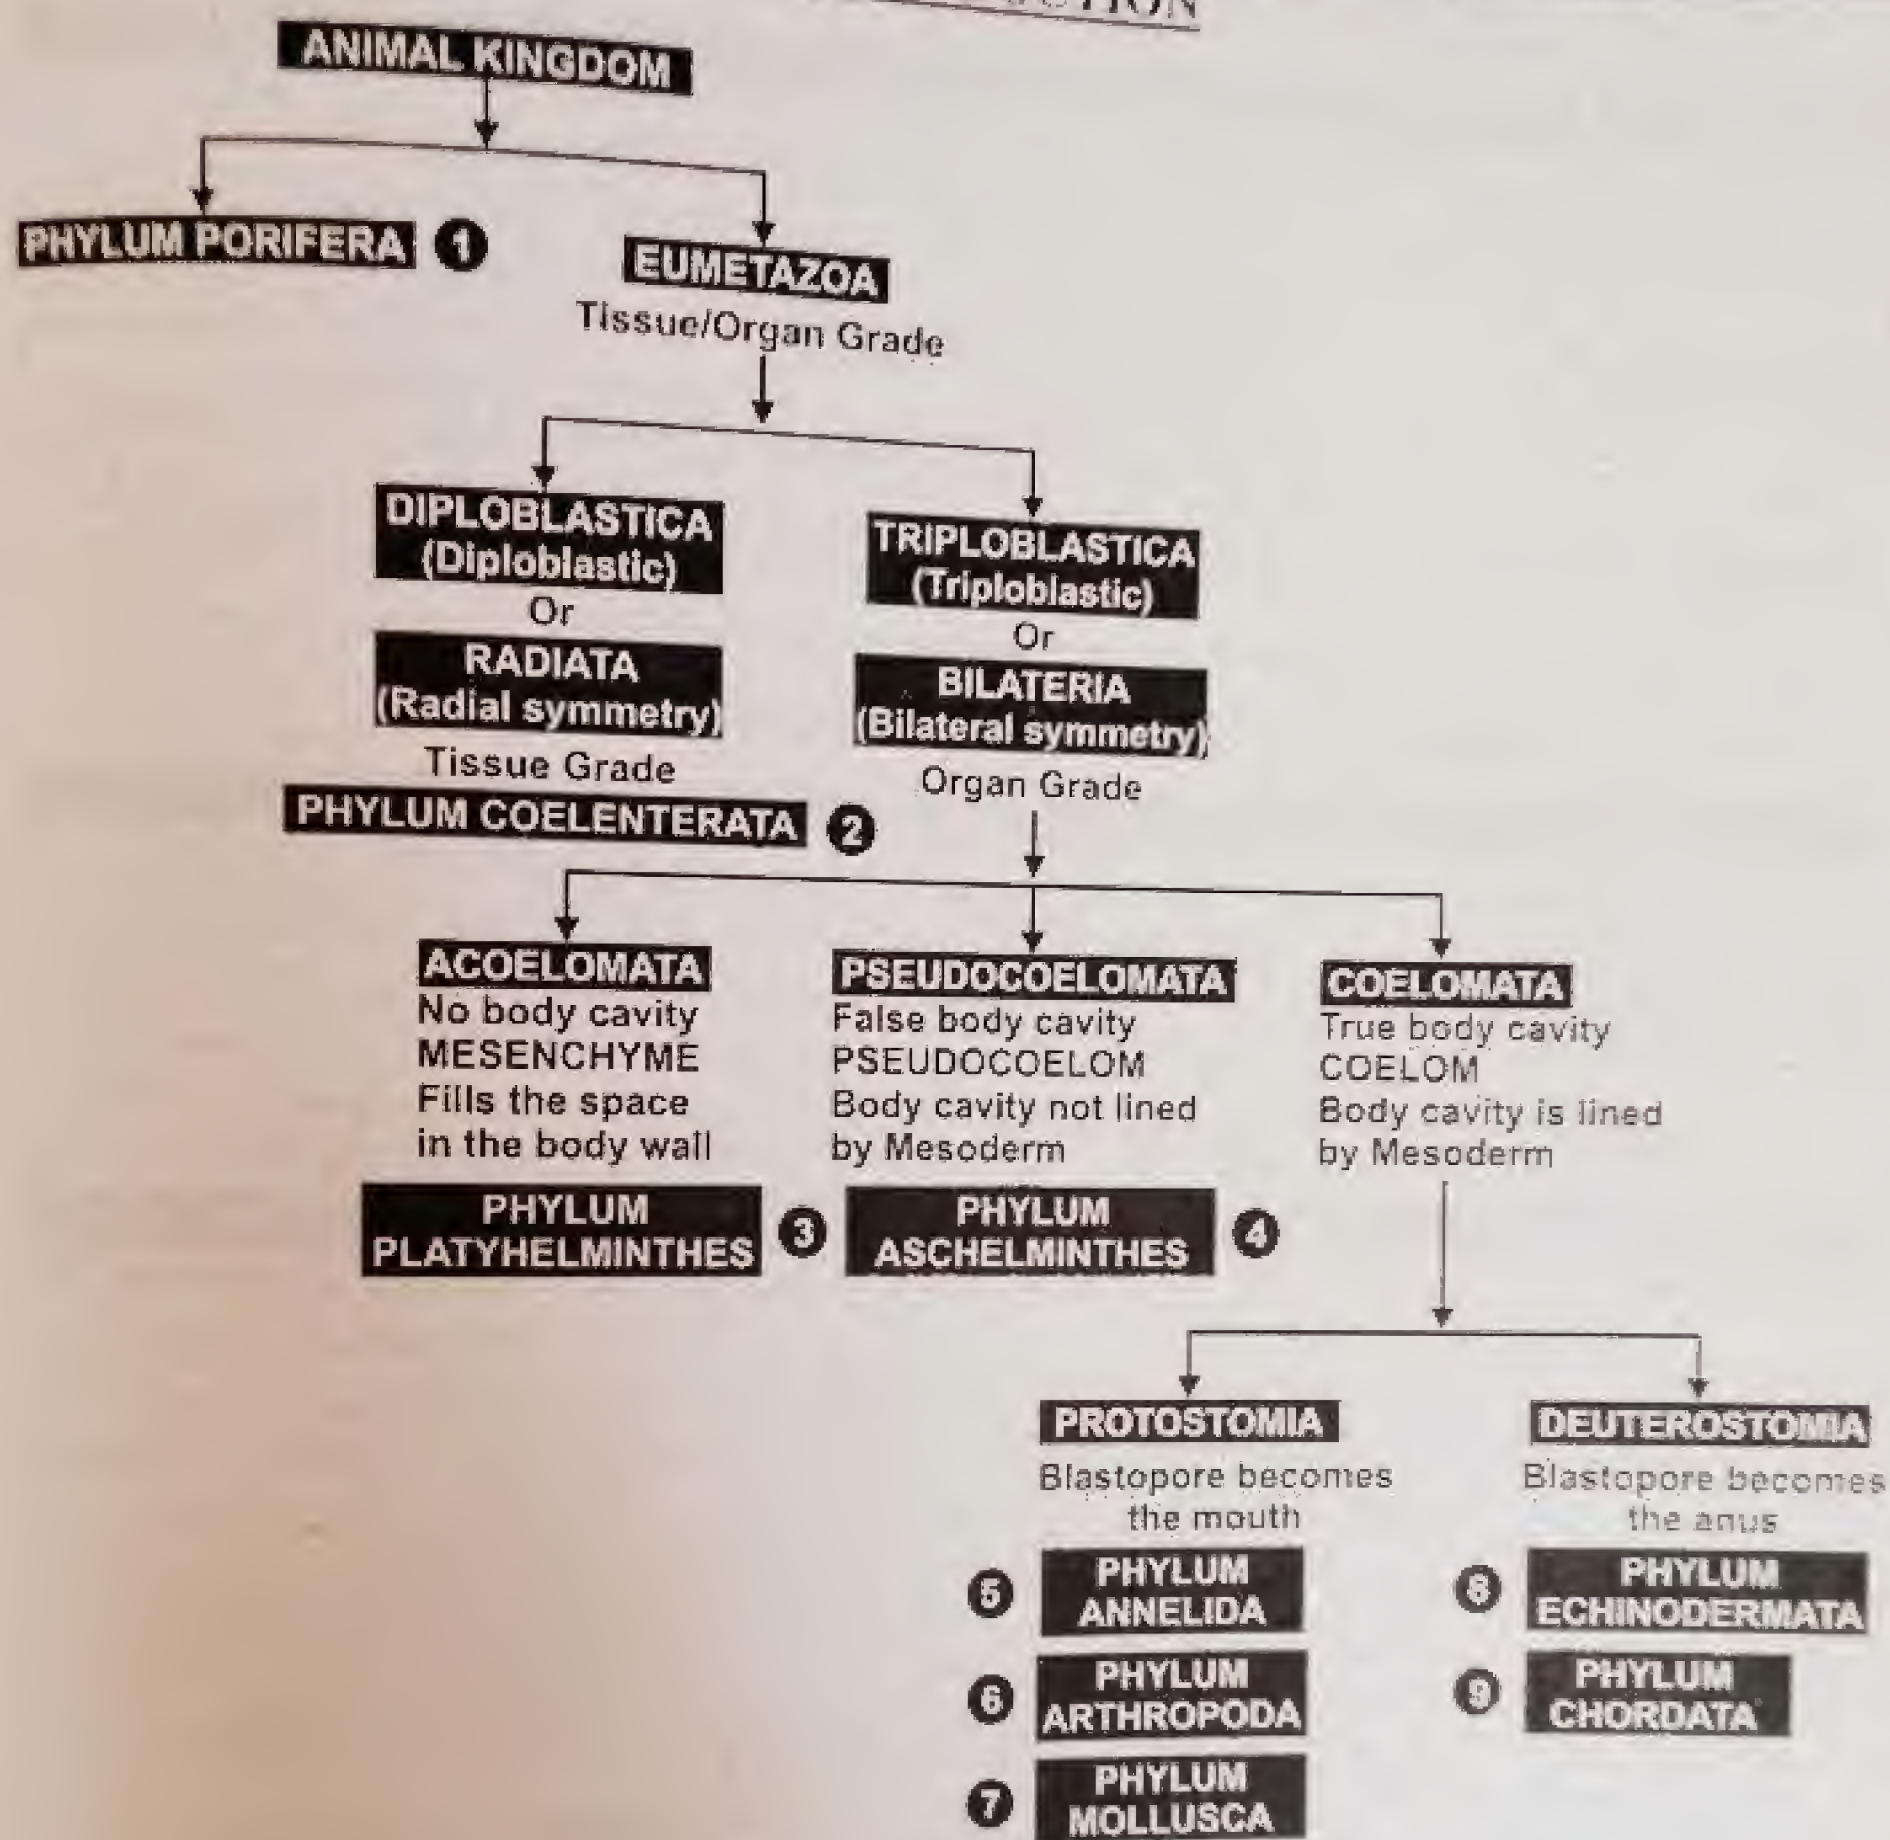 ANIMAL KINGDOM
PHYLUM PORIFERA 1
EUMETAZOA
Tissue/Organ Grade
DIPLOBLASTICA
(Diploblastic)
Or
RADIATA
(Radial symmetry)
Tissue Grade
PHYLUM COELENTERATA 2
TRIPLOBLASTICA
(Triploblastic)
Or
BILATERIA
(Bilateral symmetry)
Organ Grade
ACOELOMATA
No body cavity
MESENCHYME
Fills the space
in the body wall
PHYLUM
PLATYHELMINTHES 3
PSEUDOCOELOMATA
False body cavity
PSEUDOCOELOM
Body cavity not lined
by Mesoderm
PHYLUM
ASCHELMINTHES 4
COELOMATA
True body cavity
COELOM
Body cavity is lined
by Mesoderm
PROTOSTOMIA
Blastopore becomes
the mouth
5 PHYLUM
ANNELIDA
6 PHYLUM
ARTHROPODA
7 PHYLUM
MOLLUSCA
DEUTEROSTOMIA
Blastopore becomes
the anus
8 PHYLUM
ECHINODERMATA
9 PHYLUM
CHORDATA